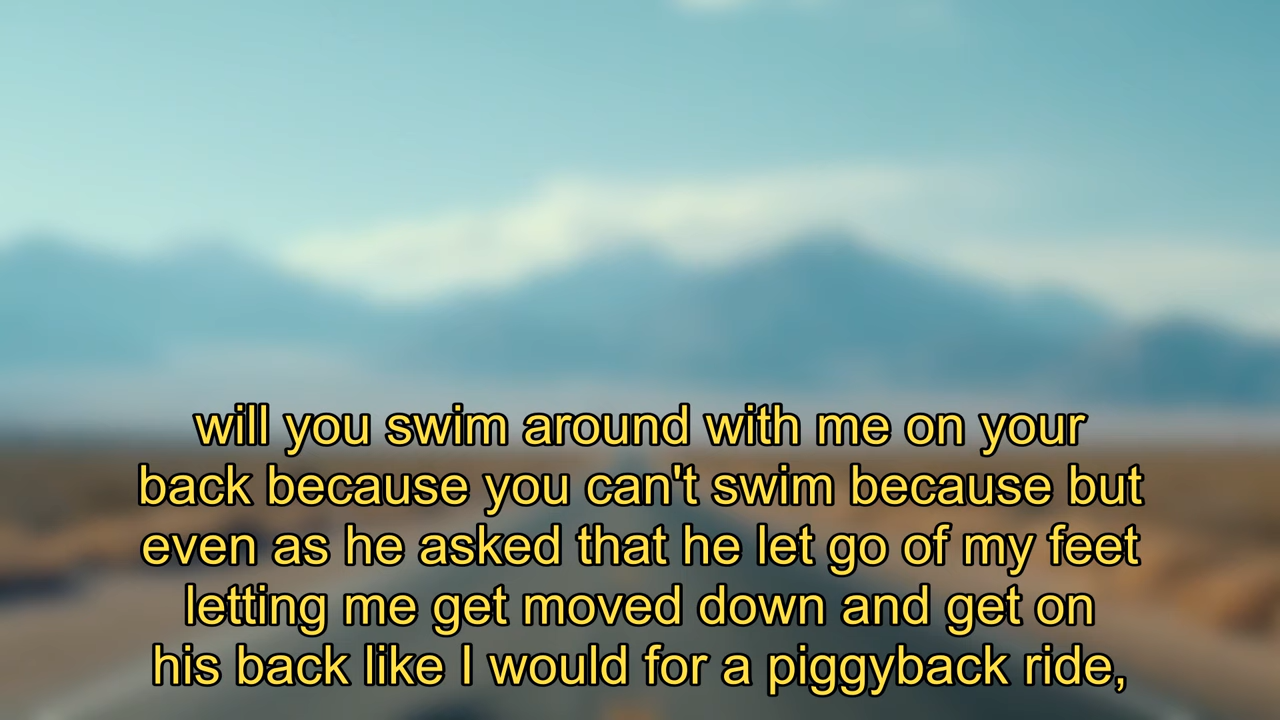 will you swim around with me on your
back because you can't swim because but
even as he asked that he let go of my feet
letting me get moved down and get on
his back like I would for a piggyback ride,